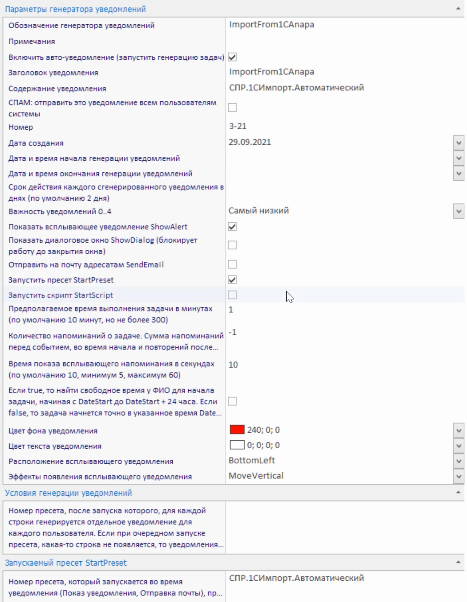 Параметры генератора уведомлений
Обозначение генератора уведомлений
ImportFrom1CАнapa
Примечания
Включить авто-уведомление (запустить генерацию задач)
Заголовок уведомления
ImportFrom1CАнapa
Содержание уведомления
СПР.1СИмпорт.Автоматический
СПАМ: отправить это уведомление всем пользователям
системы
Номер
3-21
Дата создания
29.09.2021
Дата и время начала генерации уведомлений
Дата и время окончания генерации уведомлений
Срок действия каждого сгенерированного уведомления в
днях (по умолчанию 2 дня)
Важность уведомлений 0..4
Самый низкий
Показать всплывающее уведомление ShowAlert
Показать диалоговое окно ShowDialog (блокирует
работу до закрытия окна)
Отправить на почту адресатам SendEmail
Запустить пресет StartPreset
Запустить скрипт StartScript
Предполагаемое время выполнения задачи в минутах
(по умолчанию 10 минут, но не более 300)
1
Количество напоминаний о задаче. Сумма напоминаний
перед событием, во время начала и повторений после...
-1
Время показа всплывающего напоминания в секундах
(по умолчанию 10, минимум 5, максимум 60)
10
Если true, то найти свободное время у ФИО для начала
задачи, начиная с DateStart до DateStart + 24 часа. Если
false, то задача начнется точно в указанное время Date...
Цвет фона уведомления
240; 0; 0
Цвет текста уведомления
0; 0; 0; 0
Расположение всплывающего уведомления
BottomLeft
Эффекты появления всплывающего уведомления
MoveVertical
Условия генерации уведомлений
Номер пресета, после запуска которого, для каждой
строки генерируется отдельное уведомление для
каждого пользователя. Если при очередном запуске
пресета, какая-то строка не появляется, то уведомления...
Запускаемый пресет StartPreset
Номер пресета, который запускается во время
уведомления (Показ уведомления, Отправка почты), пр...
СПР.1СИмпорт.Автоматический